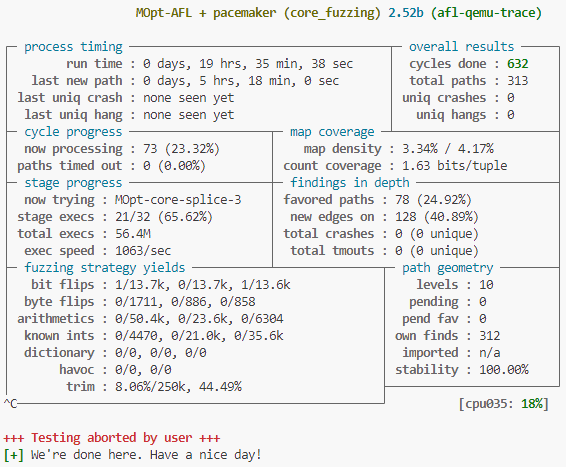 MOpt-AFL + pacemaker (core_fuzzing) 2.52b (afl-qemu-trace)
process timing overall results
run time : 0 days, 19 hrs, 35 min, 38 sec cycles done : 632
last new path : 0 days, 5 hrs, 18 min, 0 sec total paths : 313
last uniq crash : none seen yet uniq crashes : 0
last uniq hang : none seen yet uniq hangs : 0
cycle progress map coverage
now processing : 73 (23.32%) map density : 3.34% / 4.17%
paths timed out : 0 (0.00%) count coverage : 1.63 bits/tuple
stage progress findings in depth
now trying : MOpt-core-splice-3 favored paths : 78 (24.92%)
stage execs : 21/32 (65.62%) new edges on : 128 (40.89%)
total execs : 56.4M total crashes : 0 (0 unique)
exec speed : 1063/sec total tmouts : 0 (0 unique)
fuzzing strategy yields path geometry
bit flips : 1/13.7k, 0/13.7k, 1/13.6k levels : 10
byte flips : 0/1711, 0/886, 0/858 pending : 0
arithmetics : 0/50.4k, 0/23.6k, 0/6304 pend fav : 0
known ints : 0/4470, 0/21.0k, 0/35.6k own finds : 312
dictionary : 0/0, 0/0, 0/0 imported : n/a
havoc : 0/0, 0/0 stability : 100.00%
trim : 8.06%/250k, 44.49%
^C [cpu035: 18%]
+++ Testing aborted by user +++
[+] We're done here. Have a nice day!